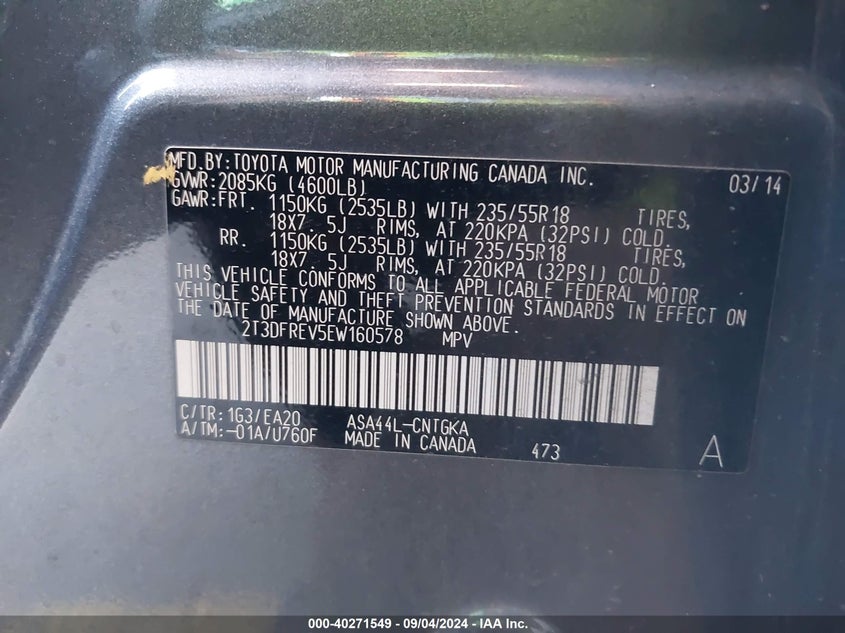 MFD.BY:TOYOTA MOTOR MANUFACTURING CANADA INC. 03/14
GVWR:2085KG (4600LB)
GAWR:FRT. 1150KG (2535LB) WITH 235/55R18 TIRES,
18X7. 5J RIMS, AT 220KPA (32PSI) COLD.
RR. 1150KG (2535LB) WITH 235/55R18 TIRES,
18X7. 5J RIMS, AT 220KPA (32PSI) COLD.
THIS VEHICLE CONFORMS TO ALL APPLICABLE FEDERAL MOTOR
VEHICLE SAFETY AND THEFT PREVENTION STANDARDS IN EFFECT ON
THE DATE OF MANUFACTURE SHOWN ABOVE.
2T3DFREV5EW160578 MPV
C/TR:1G3/EA20 ASA44L-CNTGKA
A/TM:-01A/U760F MADE IN CANADA 473 A
000-40271549 - 09/04/2024 - IAA Inc.